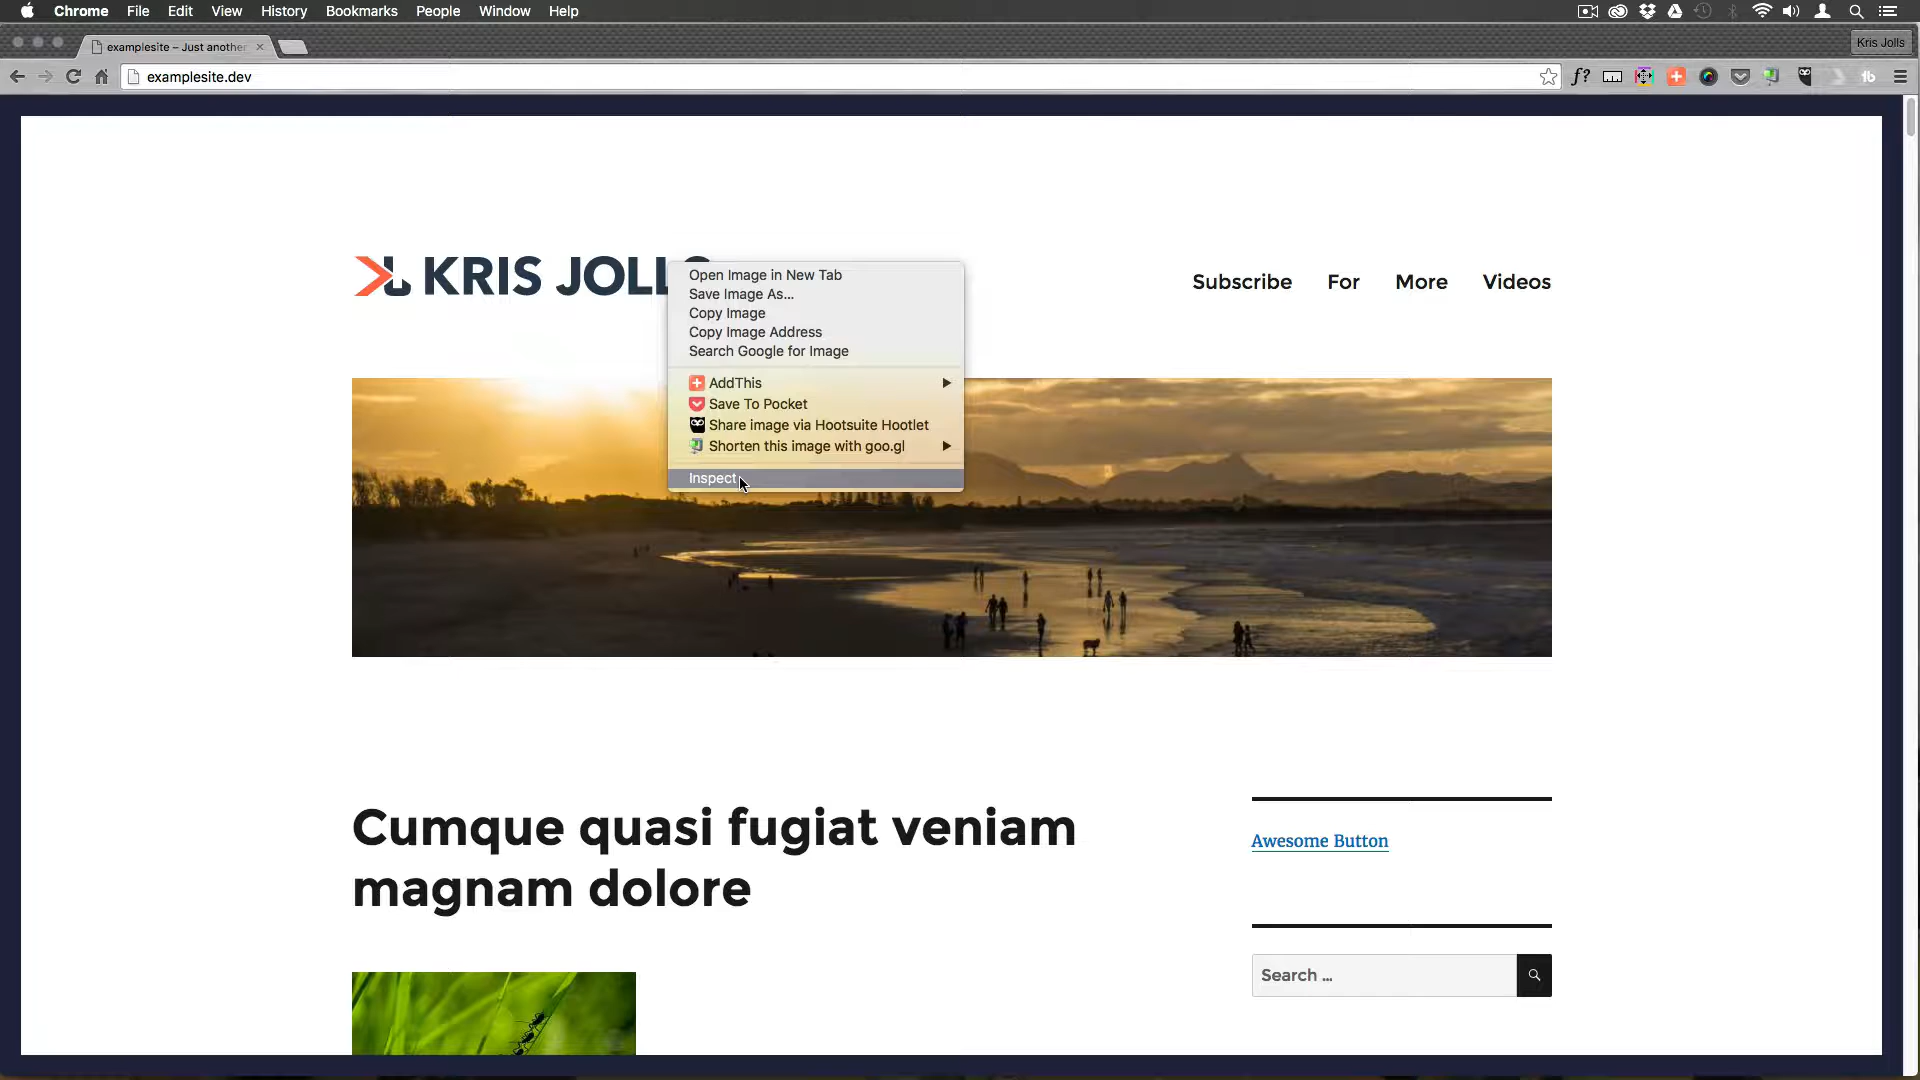 Chrome File Edit View History Bookmarks People Window Help
examplesite – Just another
Kris Jolls
examplesite.dev
f?
KRIS JOLLS
Subscribe For More Videos
Open Image in New Tab
Save Image As...
Copy Image
Copy Image Address
Search Google for Image
AddThis
Save To Pocket
Share image via Hootsuite Hootlet
Shorten this image with goo.gl
Inspect
Cumque quasi fugiat veniam
magnam dolore
Awesome Button
Search ...